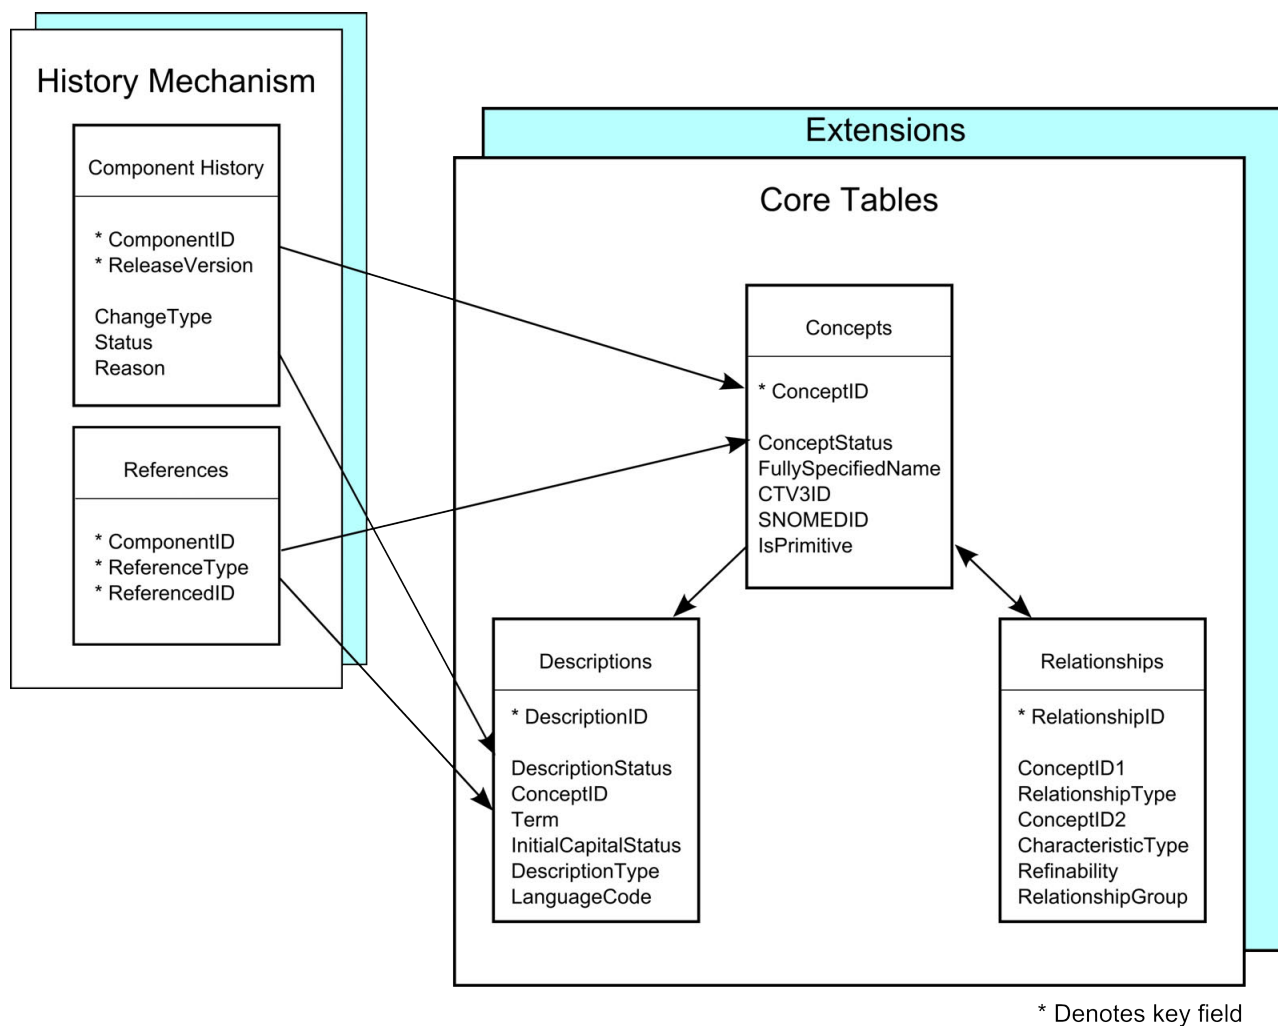 History Mechanism
Component History
* ComponentID
* ReleaseVersion
ChangeType
Status
Reason
References
* ComponentID
* ReferenceType
* ReferencedID
Extensions
Core Tables
Concepts
* ConceptID
ConceptStatus
FullySpecifiedName
CTV3ID
SNOMEDID
IsPrimitive
Descriptions
* DescriptionID
DescriptionStatus
ConceptID
Term
InitialCapitalStatus
DescriptionType
LanguageCode
Relationships
* RelationshipID
ConceptID1
RelationshipType
ConceptID2
CharacteristicType
Refinability
RelationshipGroup
* Denotes key field